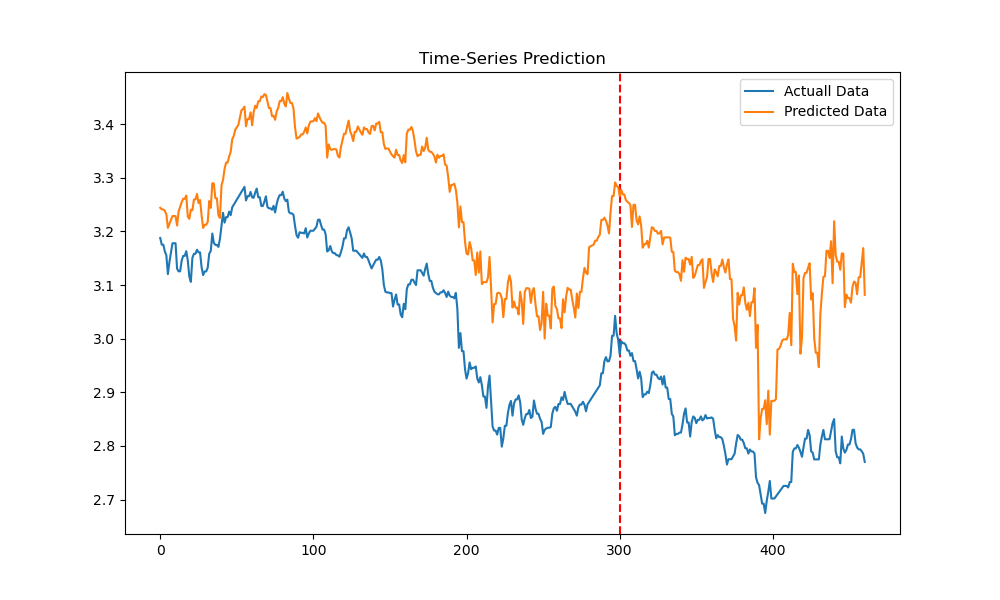 Time-Series Prediction
Actuall Data
Predicted Data
3.4
3.3
3.2
3.1
3.0
2.9
2.8
2.7
0 100 200 300 400